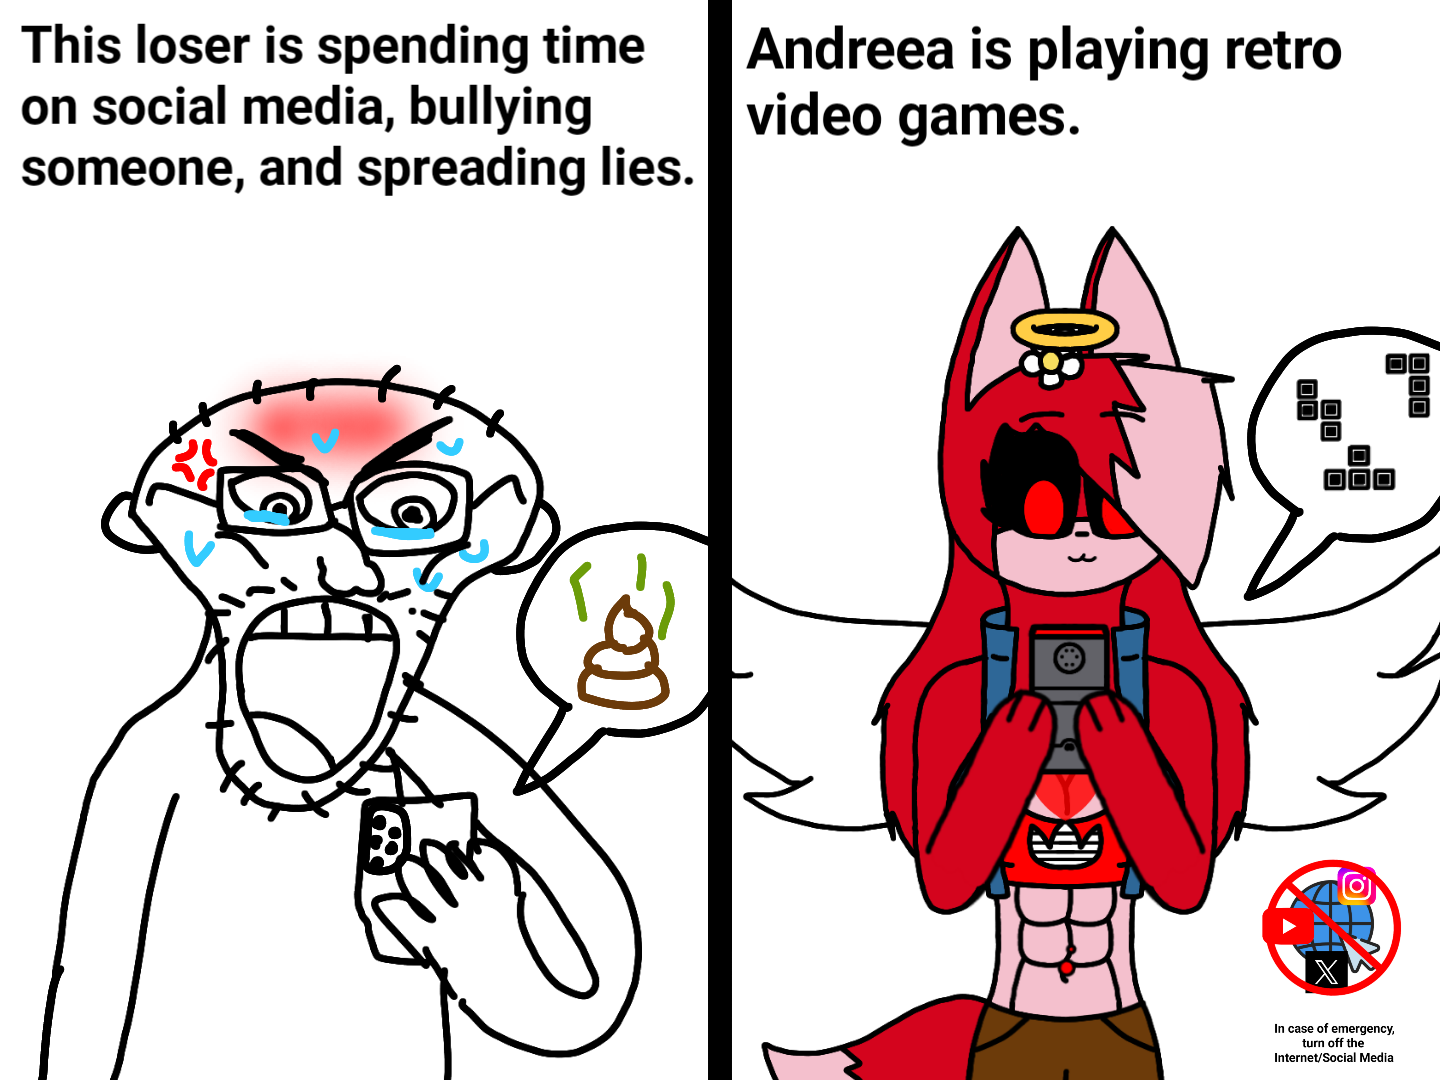 This loser is spending time
on social media, bullying
someone, and spreading lies.
Andreea is playing retro
video games.
In case of emergency,
turn off the
Internet/Social Media